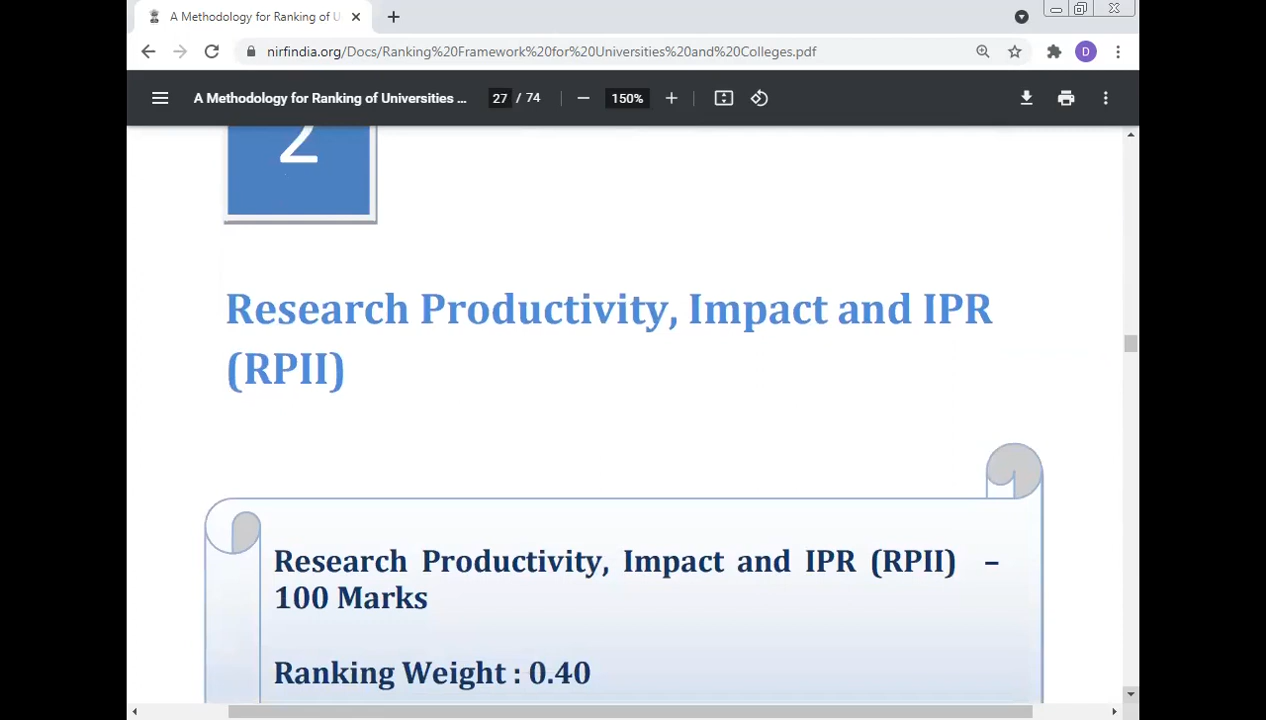 A Methodology for Ranking of U
nirfindia.org/Docs/Ranking%20Framework%20for%20Universities%20and%20Colleges.pdf
D
A Methodology for Ranking of Universities ...
27 / 74
150%
2
Research Productivity, Impact and IPR
(RPII)
Research Productivity, Impact and IPR (RPII) –
100 Marks
Ranking Weight : 0.40